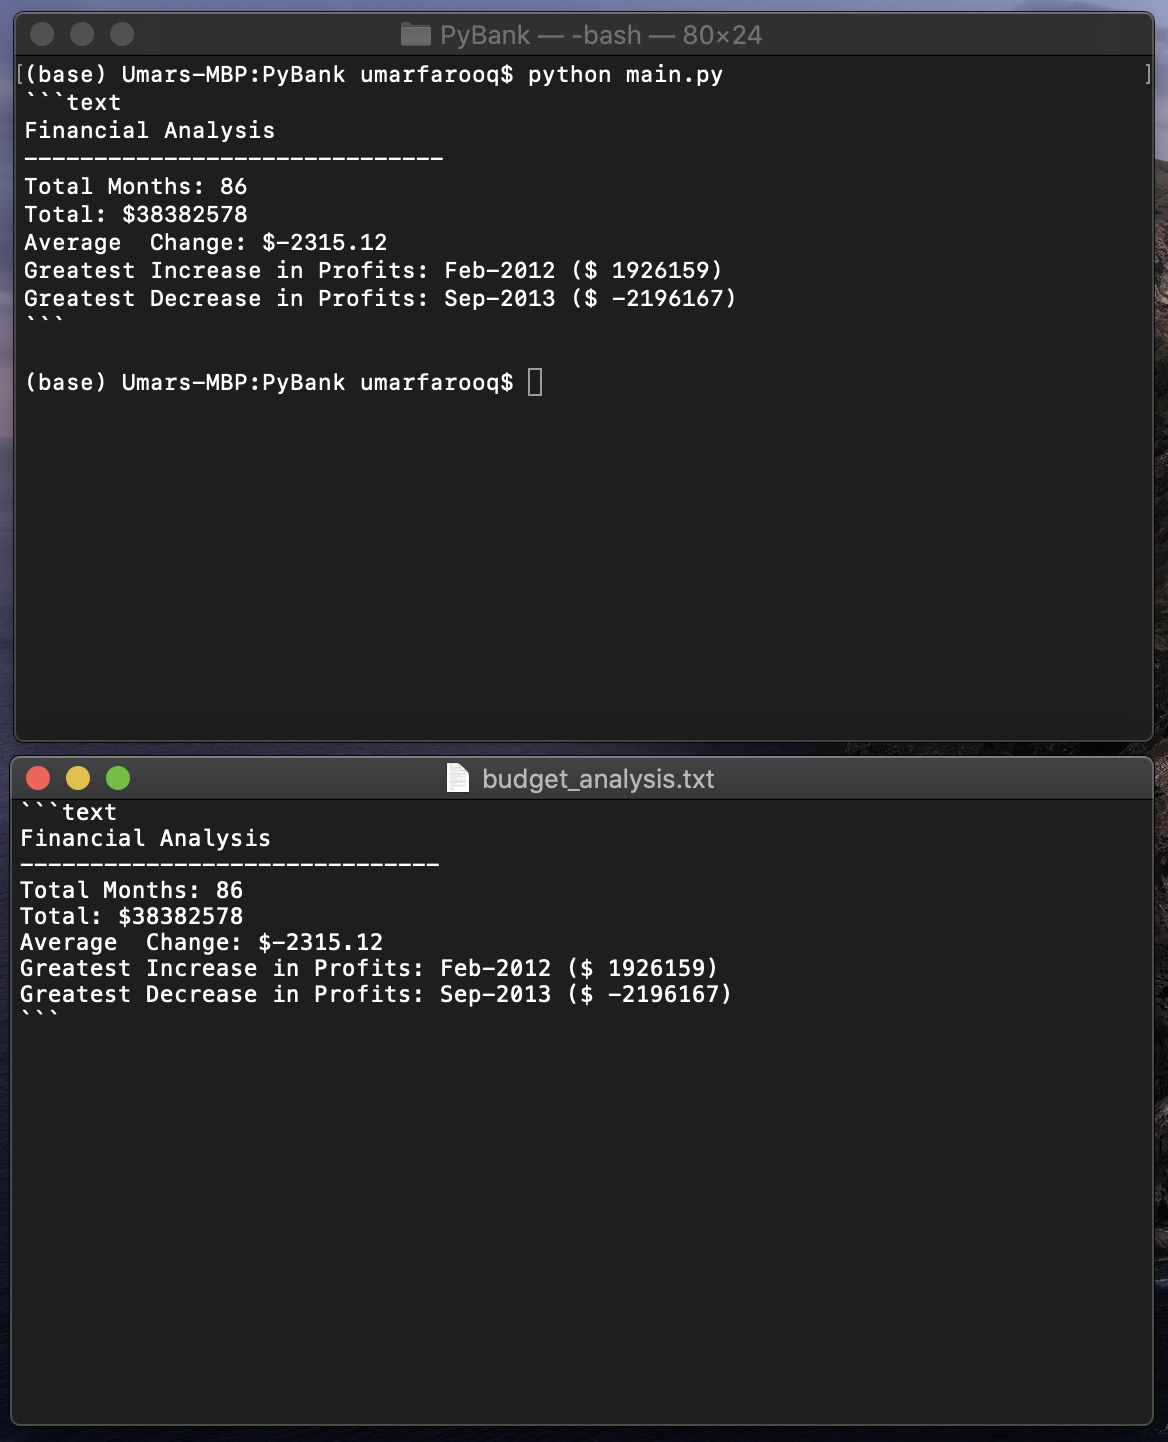 PyBank — -bash — 80×24
[(base) Umars-MBP:PyBank umarfarooq$ python main.py ]
```text
Financial Analysis
------------------------------
Total Months: 86
Total: $38382578
Average  Change: $-2315.12
Greatest Increase in Profits: Feb-2012 ($ 1926159)
Greatest Decrease in Profits: Sep-2013 ($ -2196167)
```
(base) Umars-MBP:PyBank umarfarooq$
budget_analysis.txt
```text
Financial Analysis
------------------------------
Total Months: 86
Total: $38382578
Average  Change: $-2315.12
Greatest Increase in Profits: Feb-2012 ($ 1926159)
Greatest Decrease in Profits: Sep-2013 ($ -2196167)
```